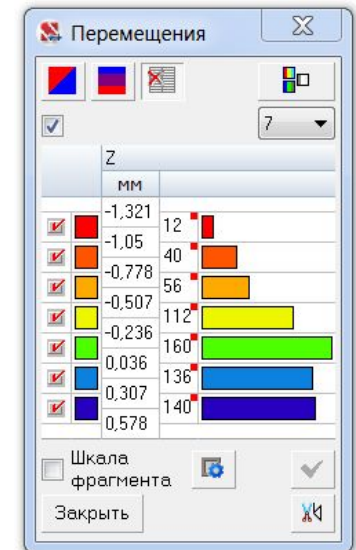 Перемещения
7
Z
мм
-1,321
12
-1,05
40
-0,778
56
-0,507
112
-0,236
160
0,036
136
0,307
140
0,578
Шкала
фрагмента
Закрыть